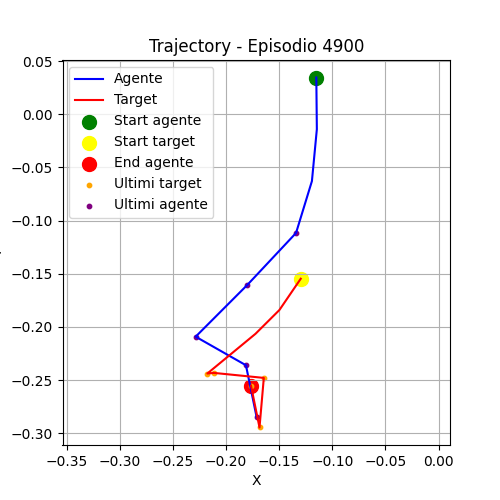 Trajectory - Episodio 4900
Agente
Target
Start agente
Start target
End agente
Ultimi target
Ultimi agente
0.05
0.00
−0.05
−0.10
−0.15
−0.20
−0.25
−0.30
−0.35
−0.30
−0.25
−0.20
−0.15
−0.10
−0.05
0.00
X